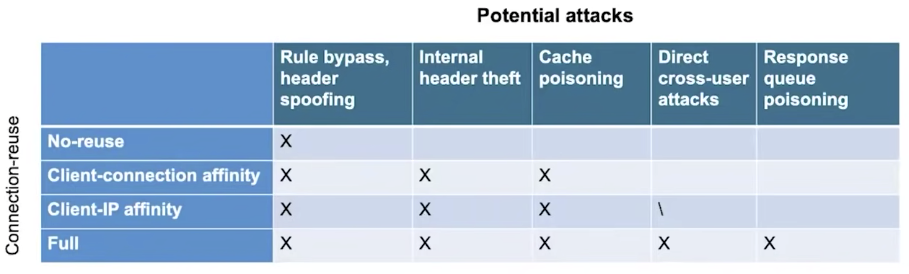 Potential attacks
Rule bypass, header spoofing
Internal header theft
Cache poisoning
Direct cross-user attacks
Response queue poisoning
Connection-reuse
No-reuse X
Client-connection affinity X X X
Client-IP affinity X X X \
Full X X X X X